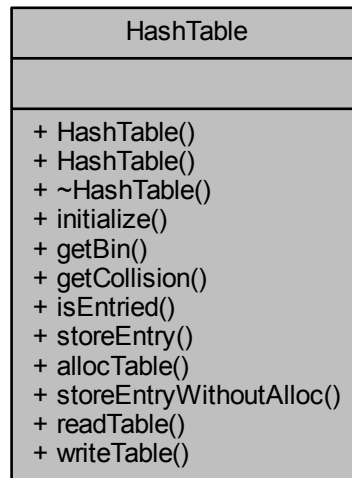 HashTable
+ HashTable()
+ HashTable()
+ ~HashTable()
+ initialize()
+ getBin()
+ getCollision()
+ isEntried()
+ storeEntry()
+ allocTable()
+ storeEntryWithoutAlloc()
+ readTable()
+ writeTable()